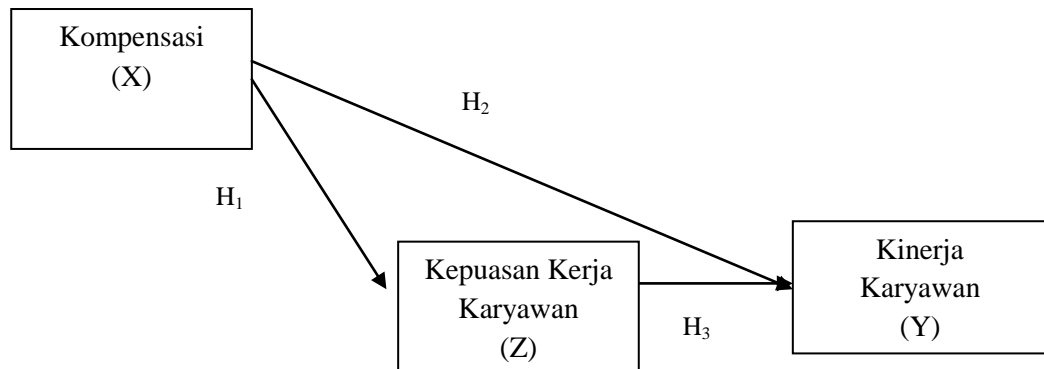 Kompensasi
(X)
H₂
H₁
Kepuasan Kerja
Karyawan
(Z)
H₃
Kinerja
Karyawan
(Y)